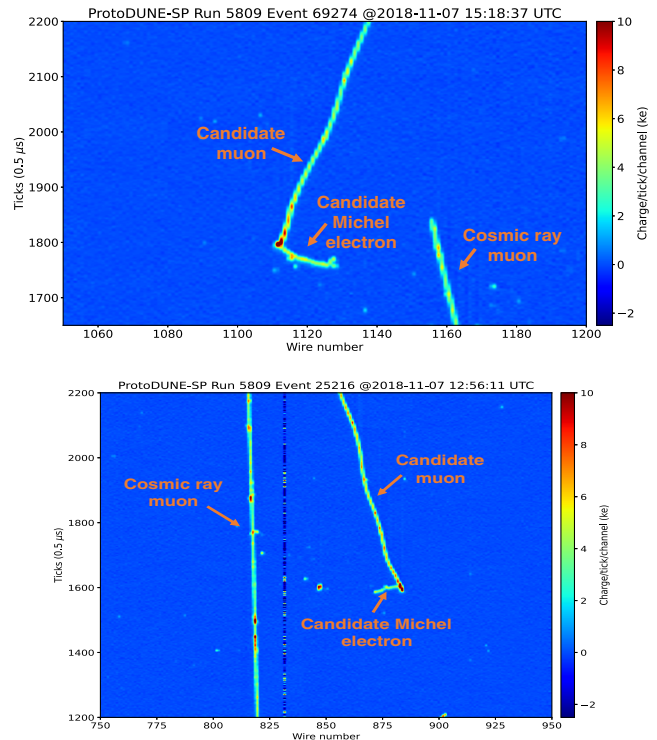 ProtoDUNE-SP Run 5809 Event 69274 @2018-11-07 15:18:37 UTC
2200
2100
2000
1900
1800
1700
Ticks (0.5 μs)
Candidate
muon
Candidate
Michel
electron
Cosmic ray
muon
1060
1080
1100
1120
1140
1160
1180
1200
Wire number
10
8
6
4
2
0
−2
Charge/tick/channel (ke)
ProtoDUNE-SP Run 5809 Event 25216 @2018-11-07 12:56:11 UTC
2200
2000
1800
1600
1400
1200
Ticks (0.5 μs)
Cosmic ray
muon
Candidate
muon
Candidate Michel
electron
750
775
800
825
850
875
900
925
950
Wire number
10
8
6
4
2
0
−2
Charge/tick/channel (ke)